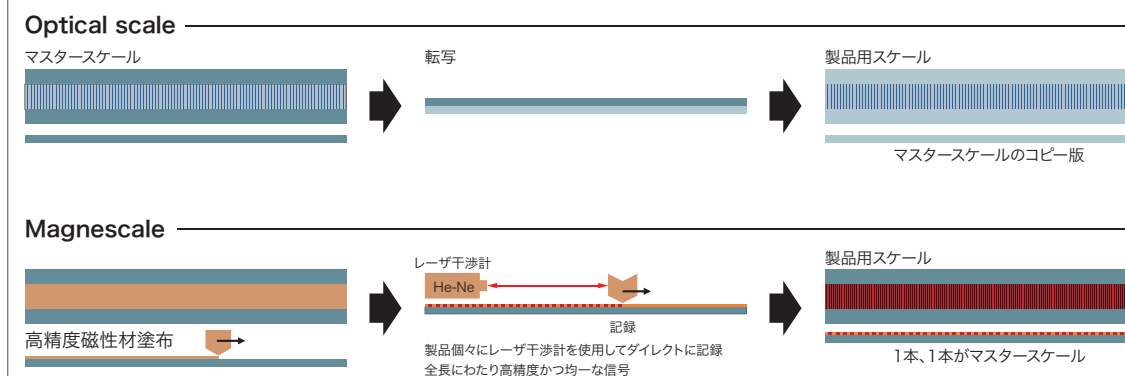 Optical scale
マスタースケール
転写
製品用スケール
マスタースケールのコピー版
Magnescale
レーザ干渉計
He-Ne
製品用スケール
高精度磁性材塗布
記録
製品個々にレーザ干渉計を使用してダイレクトに記録
全長にわたり高精度かつ均一な信号
1本、1本がマスタースケール